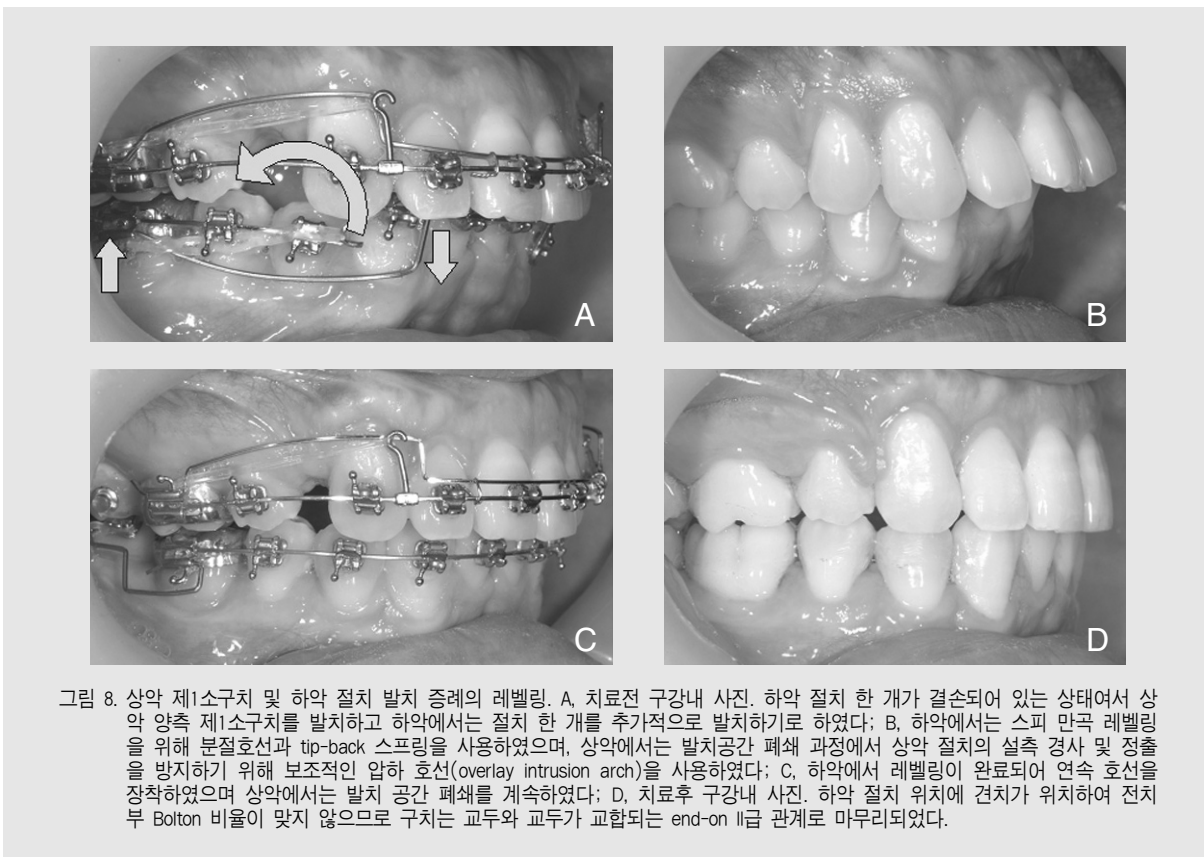 A
B
C
D
그림 8. 상악 제1소구치 및 하악 절치 발치 증례의 레벨링. A, 치료전 구강내 사진. 하악 절치 한 개가 결손되어 있는 상태여서 상
악 양측 제1소구치를 발치하고 하악에서는 절치 한 개를 추가적으로 발치하기로 하였다; B, 하악에서는 스피 만곡 레벨링
을 위해 분절호선과 tip-back 스프링을 사용하였으며, 상악에서는 발치공간 폐쇄 과정에서 상악 절치의 설측 경사 및 정출
을 방지하기 위해 보조적인 압하 호선(overlay intrusion arch)을 사용하였다; C, 하악에서 레벨링이 완료되어 연속 호선을
장착하였으며 상악에서는 발치 공간 폐쇄를 계속하였다; D, 치료후 구강내 사진. 하악 절치 위치에 견치가 위치하여 전치
부 Bolton 비율이 맞지 않으므로 구치는 교두와 교두가 교합되는 end-on II급 관계로 마무리되었다.